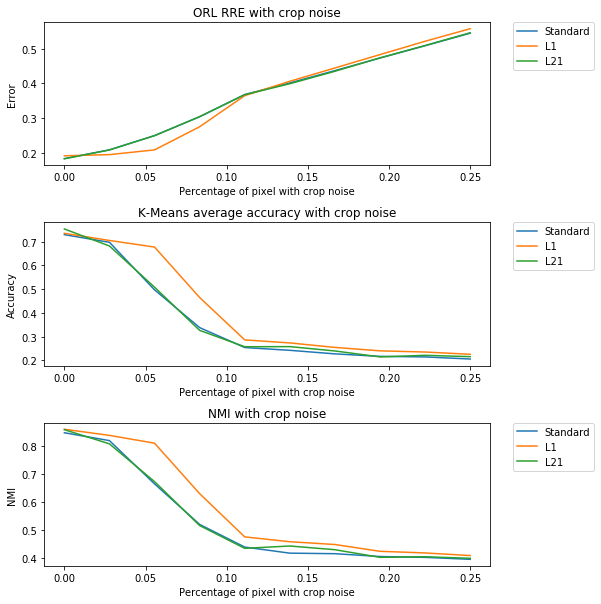 ORL RRE with crop noise
Error
0.5
0.4
0.3
0.2
0.00 0.05 0.10 0.15 0.20 0.25
Percentage of pixel with crop noise
Standard
L1
L21
K-Means average accuracy with crop noise
Accuracy
0.7
0.6
0.5
0.4
0.3
0.2
0.00 0.05 0.10 0.15 0.20 0.25
Percentage of pixel with crop noise
Standard
L1
L21
NMI with crop noise
NMI
0.8
0.7
0.6
0.5
0.4
0.00 0.05 0.10 0.15 0.20 0.25
Percentage of pixel with crop noise
Standard
L1
L21